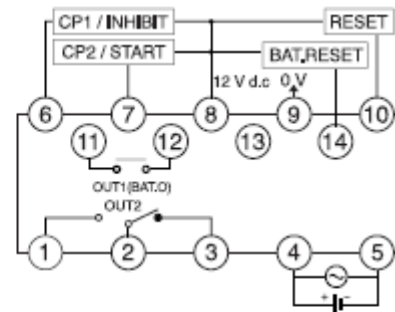 CP1 / INHIBIT RESET
CP2 / START BAT.RESET
12 V d.c 0 V
6 7 8 9 10
11 12 13 14
OUT1(BAT.O)
OUT2
1 2 3 4 5
+ -